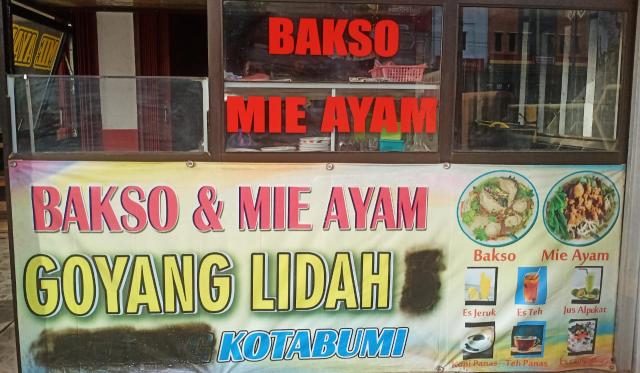 BAKSO
MIE AYAM
BAKSO & MIE AYAM
GOYANG LIDAH
KOTABUMI
Bakso
Mie Ayam
Es Jeruk
Es Teh
Jus Alpukat
Kopi Panas
Teh Panas